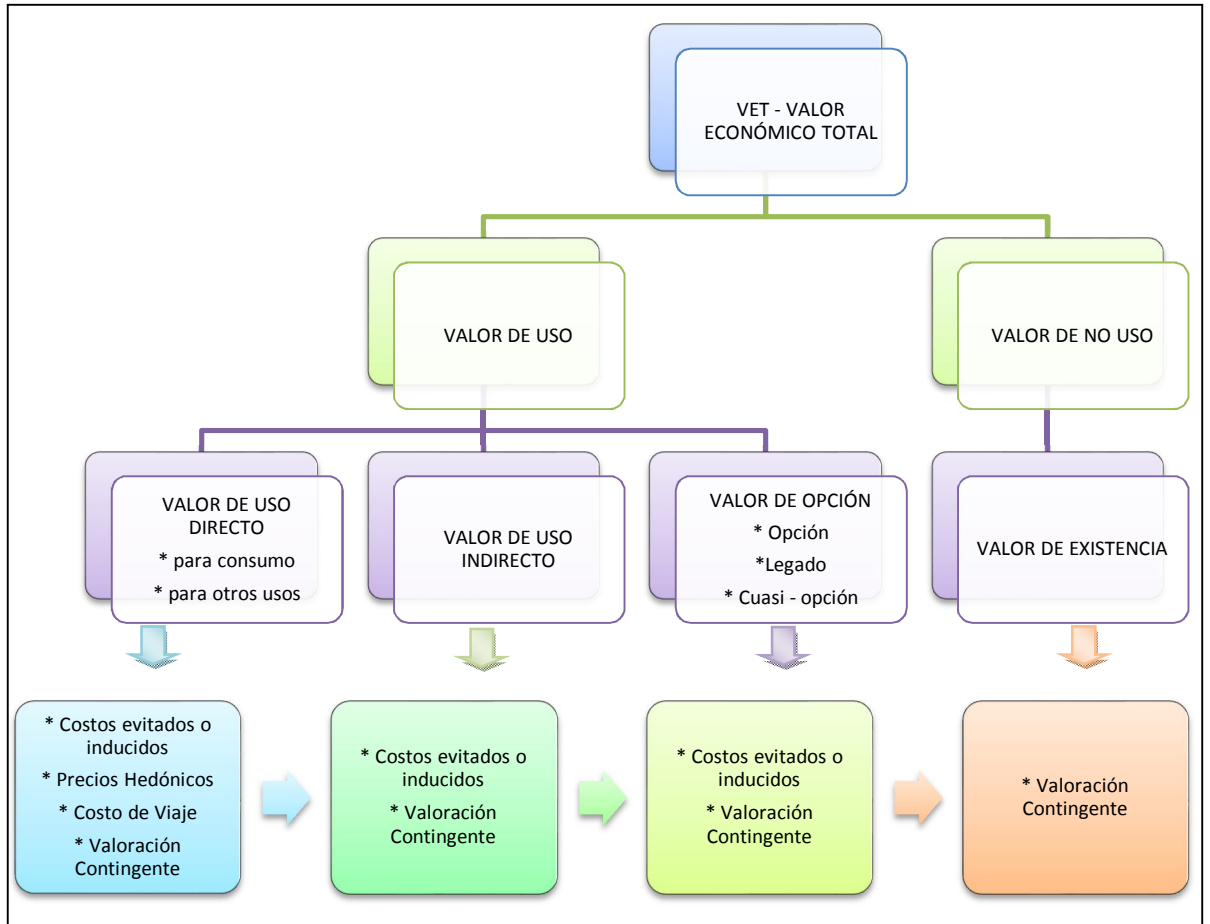 VET - VALOR
ECONÓMICO TOTAL
VALOR DE USO
VALOR DE NO USO
VALOR DE USO
DIRECTO
* para consumo
* para otros usos
VALOR DE USO
INDIRECTO
VALOR DE OPCIÓN
* Opción
*Legado
* Cuasi - opción
VALOR DE EXISTENCIA
* Costos evitados o
inducidos
* Precios Hedónicos
* Costo de Viaje
* Valoración
Contingente
* Costos evitados o
inducidos
* Valoración
Contingente
* Costos evitados o
inducidos
* Valoración
Contingente
* Valoración
Contingente